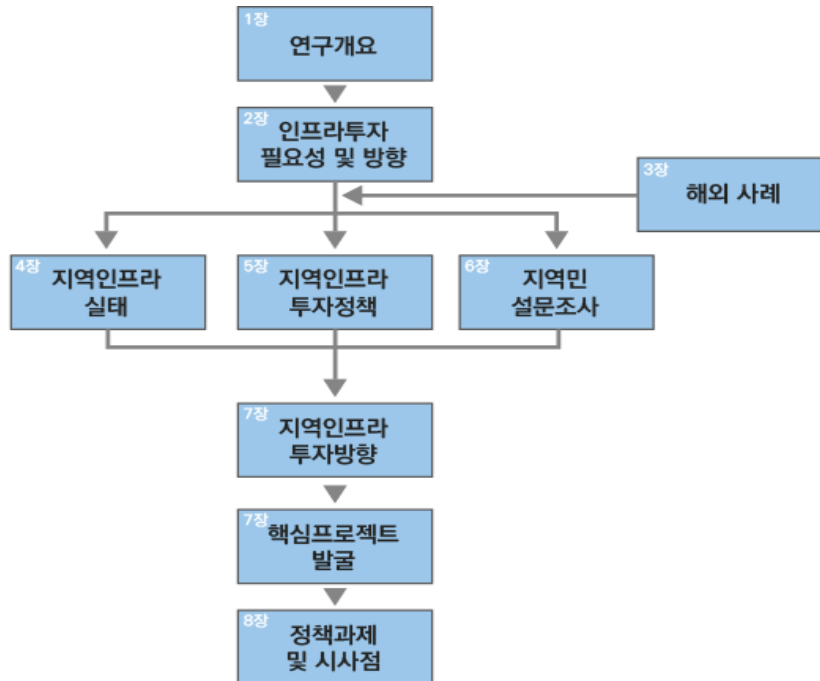 1장
연구개요
2장
인프라투자
필요성 및 방향
3장
해외 사례
4장
지역인프라
실태
5장
지역인프라
투자정책
6장
지역민
설문조사
7장
지역인프라
투자방향
7장
핵심프로젝트
발굴
8장
정책과제
및 시사점